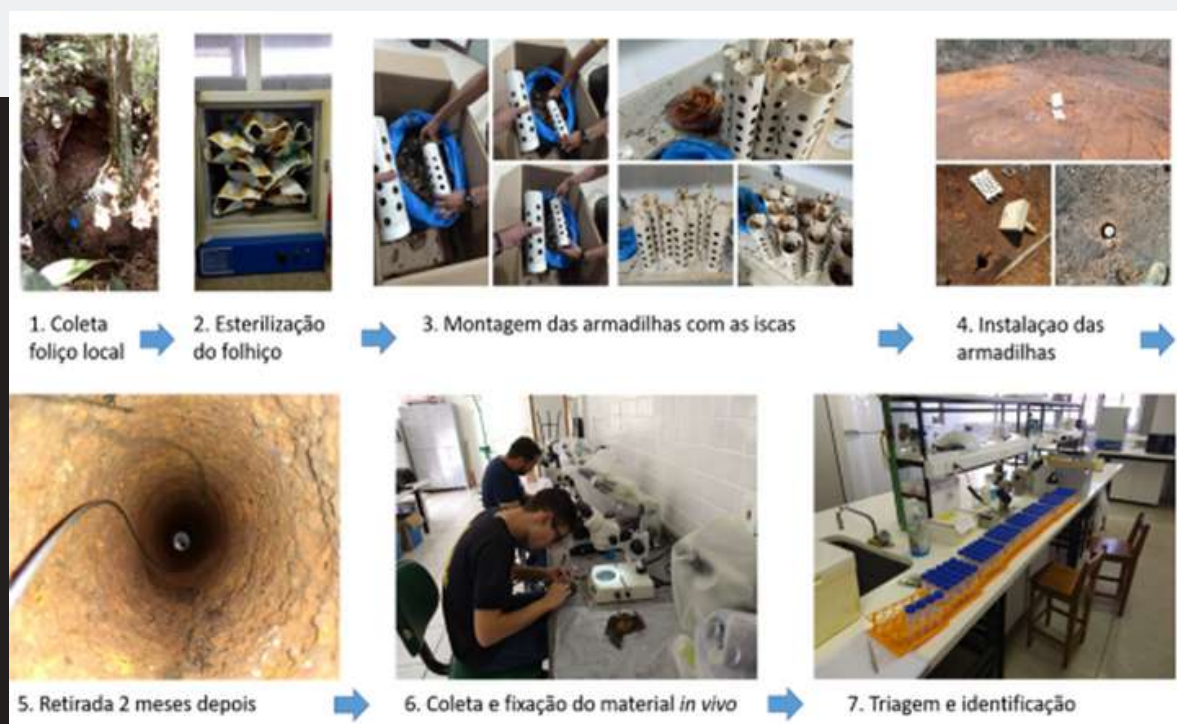 1. Coleta
foliço local
2. Esterilização
do folhiço
3. Montagem das armadilhas com as iscas
4. Instalaçao das
armadilhas
5. Retirada 2 meses depois
6. Coleta e fixação do material in vivo
7. Triagem e identificação